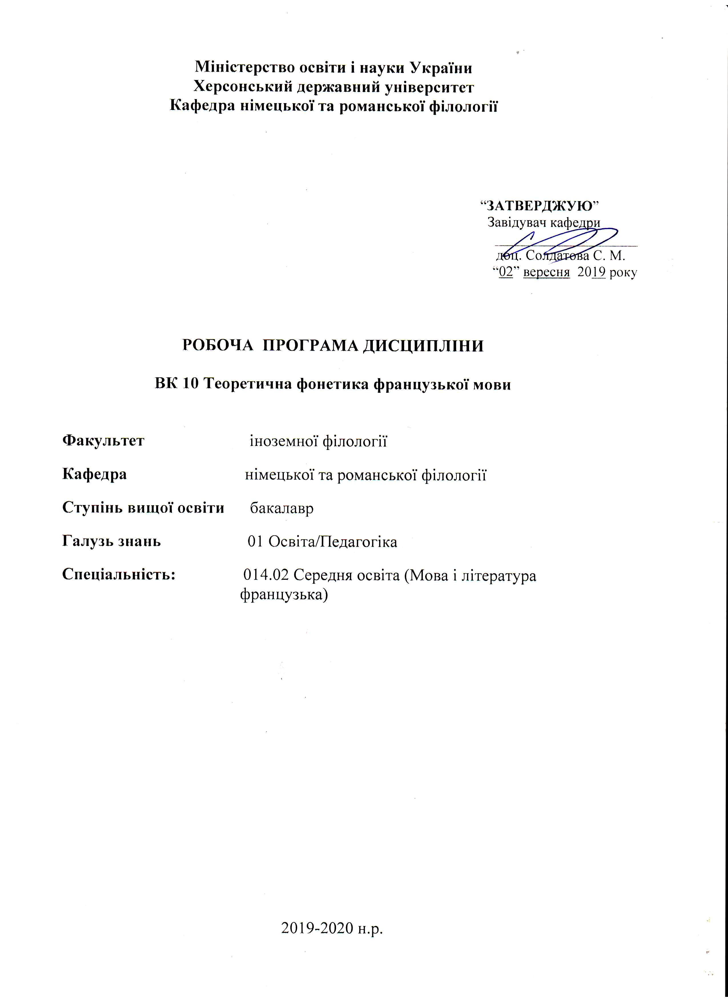 Міністерство освіти і науки України
Херсонський державний університет
Кафедра німецької та романської філології
“ЗАТВЕРДЖУЮ”
Завідувач кафедри
доц. Солдатова С. М.
“02” вересня 2019 року
РОБОЧА ПРОГРАМА ДИСЦИПЛІНИ
ВК 10 Теоретична фонетика французької мови
Факультет іноземної філології
Кафедра німецької та романської філології
Ступінь вищої освіти бакалавр
Галузь знань 01 Освіта/Педагогіка
Спеціальність: 014.02 Середня освіта (Мова і література
французька)
2019-2020 н.р.